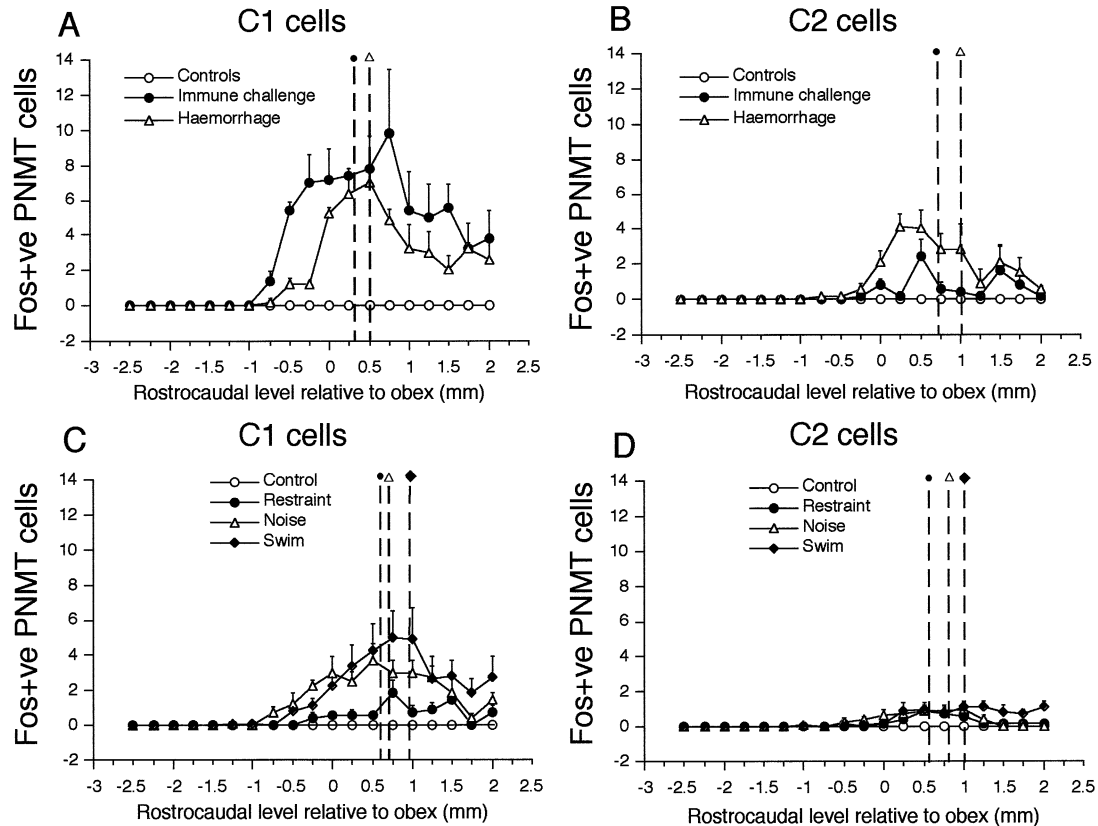 A
C1 cells
Fos+ve PNMT cells
14
12
10
8
6
4
2
0
-2
Controls
Immune challenge
Haemorrhage
-3 -2.5 -2 -1.5 -1 -0.5 0 0.5 1 1.5 2 2.5
Rostrocaudal level relative to obex (mm)
B
C2 cells
Fos+ve PNMT cells
14
12
10
8
6
4
2
0
-2
Controls
Immune challenge
Haemorrhage
-3 -2.5 -2 -1.5 -1 -0.5 0 0.5 1 1.5 2 2.5
Rostrocaudal level relative to obex (mm)
C
C1 cells
Fos+ve PNMT cells
14
12
10
8
6
4
2
0
-2
Control
Restraint
Noise
Swim
-3 -2.5 -2 -1.5 -1 -0.5 0 0.5 1 1.5 2 2.5
Rostrocaudal level relative to obex (mm)
D
C2 cells
Fos+ve PNMT cells
14
12
10
8
6
4
2
0
-2
Control
Restraint
Noise
Swim
-3 -2.5 -2 -1.5 -1 -0.5 0 0.5 1 1.5 2 2.5
Rostrocaudal level relative to obex (mm)